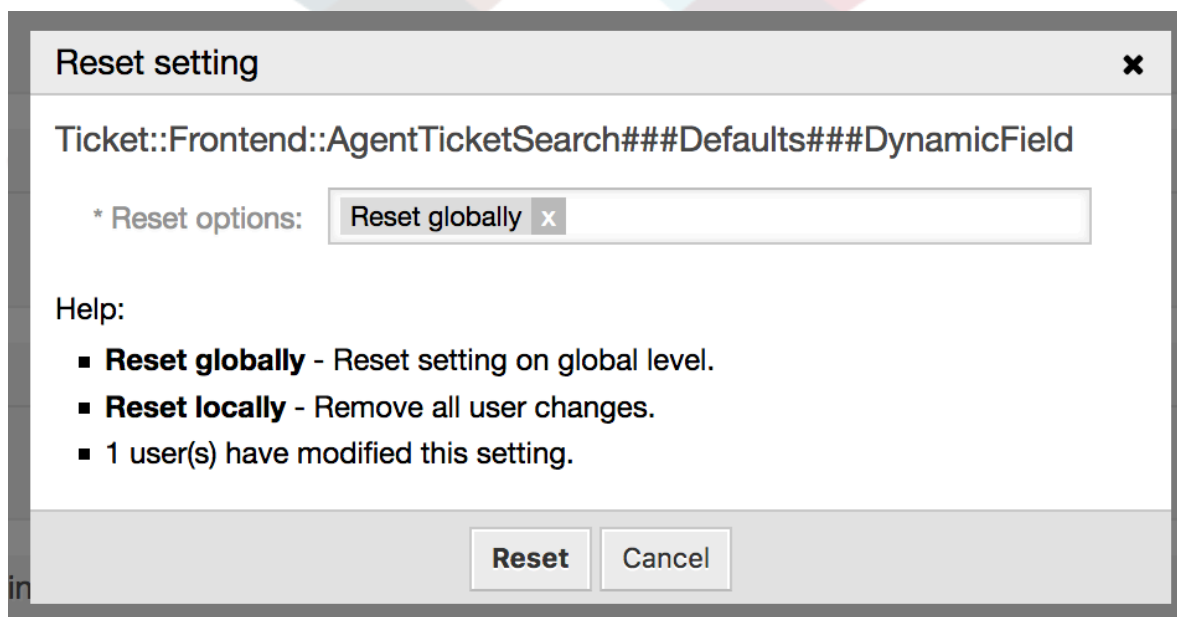 Reset setting ✖
Ticket::Frontend::AgentTicketSearch###Defaults###DynamicField
* Reset options: Reset globally x
Help:
▪ Reset globally - Reset setting on global level.
▪ Reset locally - Remove all user changes.
▪ 1 user(s) have modified this setting.
Reset Cancel
in